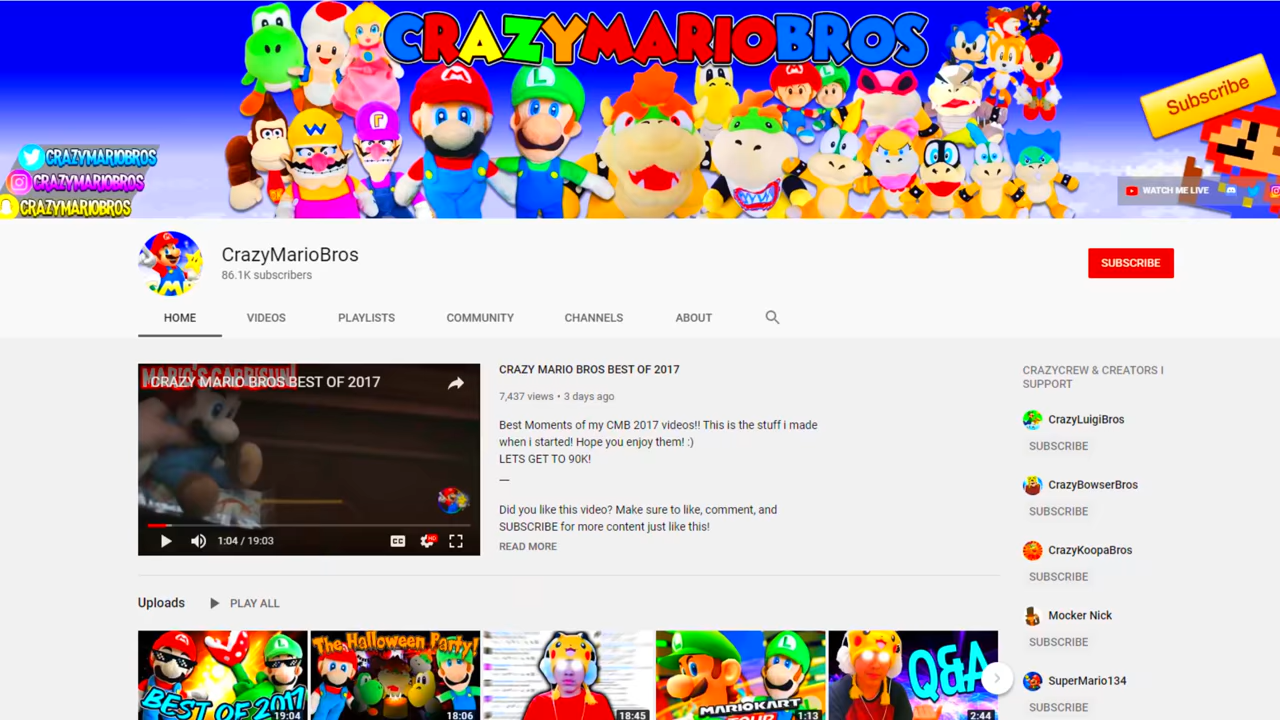 CRAZYMARIOBROS
Subscribe
CRAZYMARIOBROS
CRAZYMARIOBROS
CRAZYMARIOBROS
WATCH ME LIVE
CrazyMarioBros
86.1K subscribers
SUBSCRIBE
HOME VIDEOS PLAYLISTS COMMUNITY CHANNELS ABOUT
MARIO'S CAPRISUN!
CRAZY MARIO BROS BEST OF 2017
1:04 / 19:03
CC
HD
CRAZY MARIO BROS BEST OF 2017
7,437 views • 3 days ago
Best Moments of my CMB 2017 videos!! This is the stuff i made
when i started! Hope you enjoy them! :)
LETS GET TO 90K!
—
Did you like this video? Make sure to like, comment, and
SUBSCRIBE for more content just like this!
READ MORE
CRAZYCREW & CREATORS I
SUPPORT
CrazyLuigiBros
SUBSCRIBE
CrazyBowserBros
SUBSCRIBE
CrazyKoopaBros
SUBSCRIBE
Mocker Nick
SUBSCRIBE
SuperMario134
SUBSCRIBE
Uploads PLAY ALL
BEST OF 2017
19:04
The Halloween Party!
18:06
18:45
MARIOKART
TOUR
1:13
Q&A
2:44